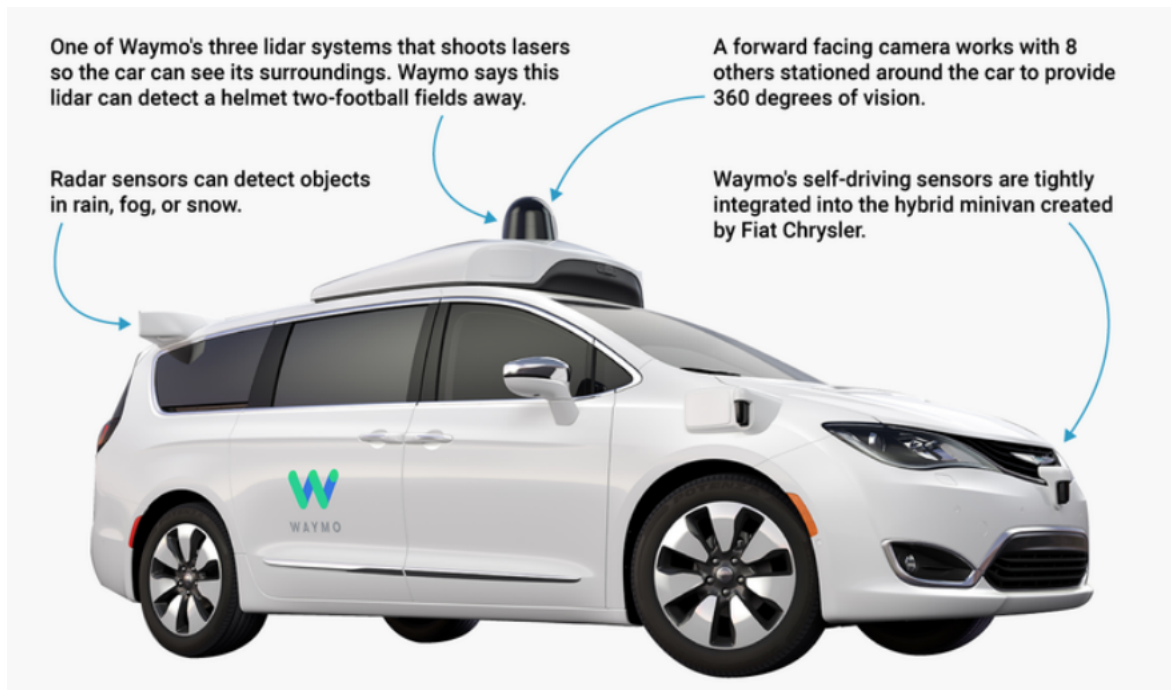 One of Waymo's three lidar systems that shoots lasers
so the car can see its surroundings. Waymo says this
lidar can detect a helmet two-football fields away.
A forward facing camera works with 8
others stationed around the car to provide
360 degrees of vision.
Radar sensors can detect objects
in rain, fog, or snow.
Waymo's self-driving sensors are tightly
integrated into the hybrid minivan created
by Fiat Chrysler.
WAYMO